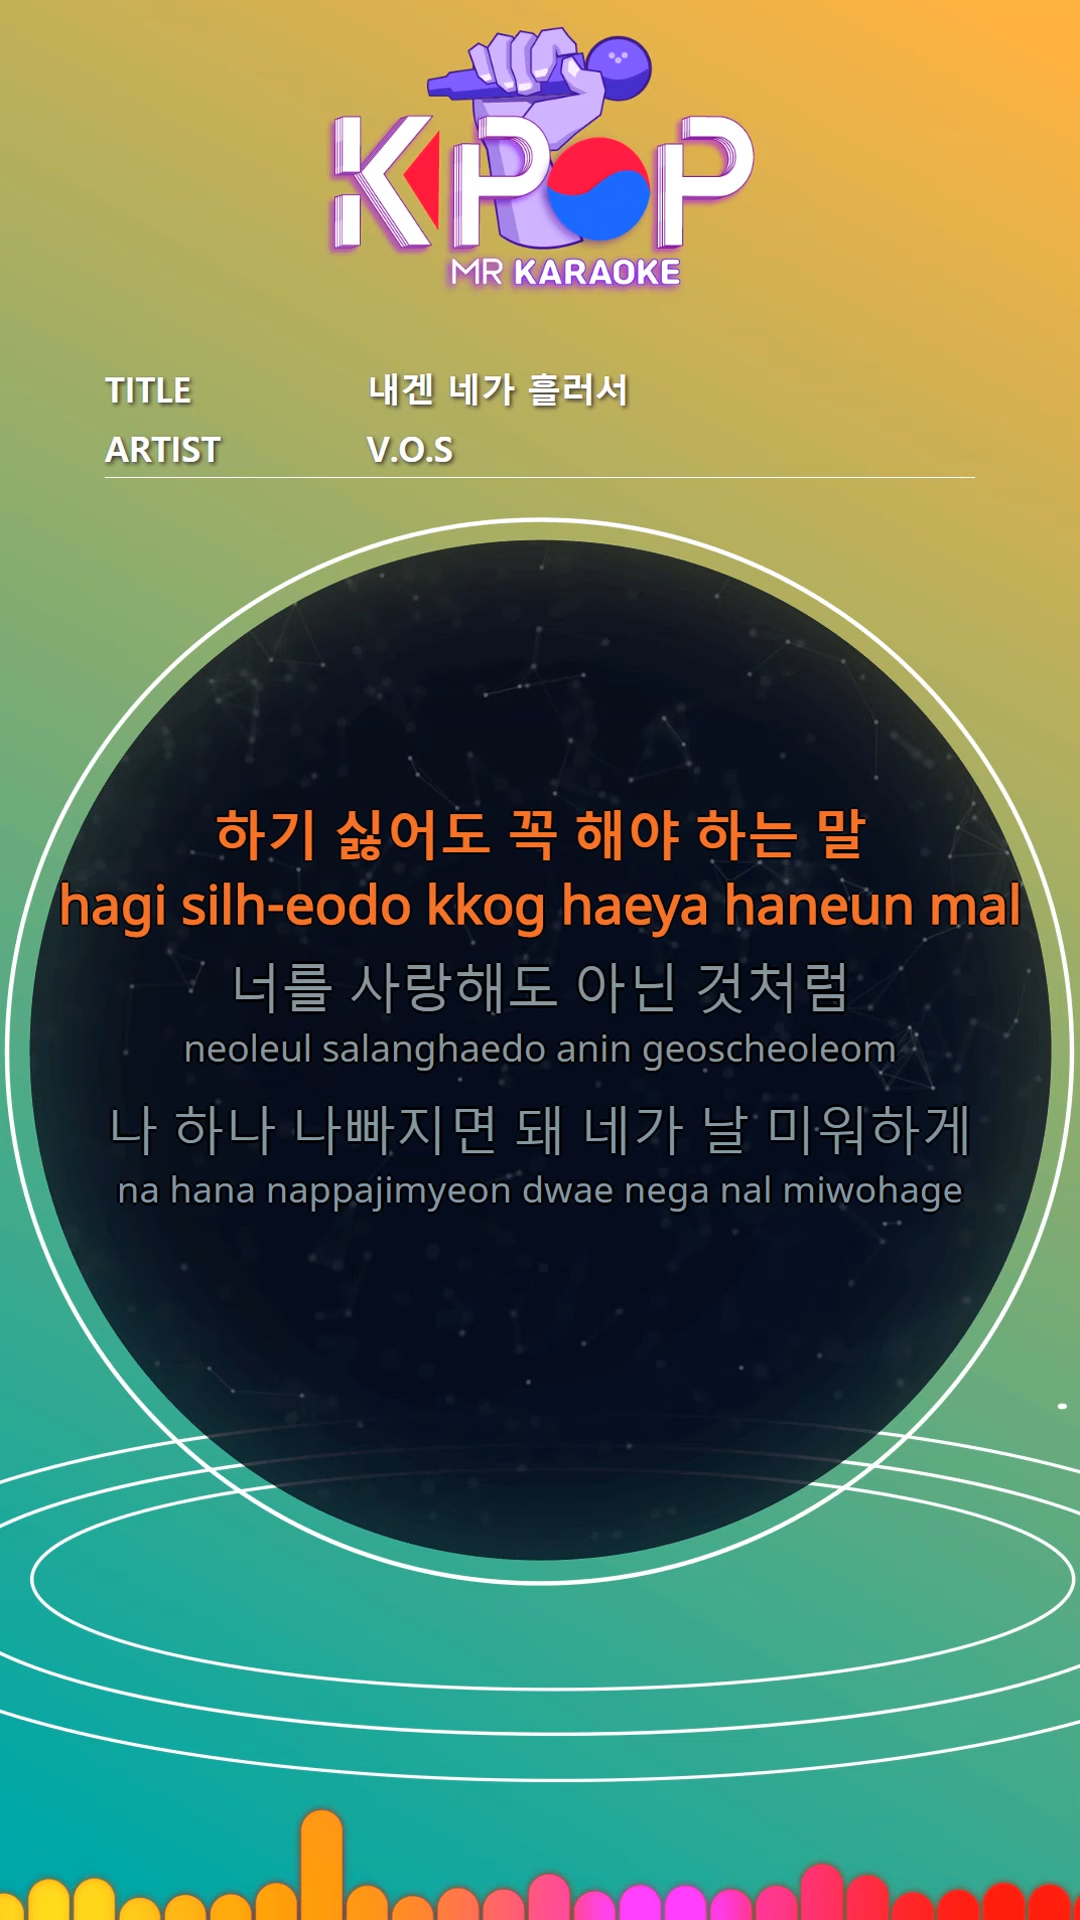 KPOP
MR KARAOKE
TITLE 내겐 네가 흘러서
ARTIST V.O.S
하기 싫어도 꼭 해야 하는 말
hagi silh-eodo kkog haeya haneun mal
너를 사랑해도 아닌 것처럼
neoleul salanghaedo anin geoscheoleom
나 하나 나빠지면 돼 네가 날 미워하게
na hana nappajimyeon dwae nega nal miwohage